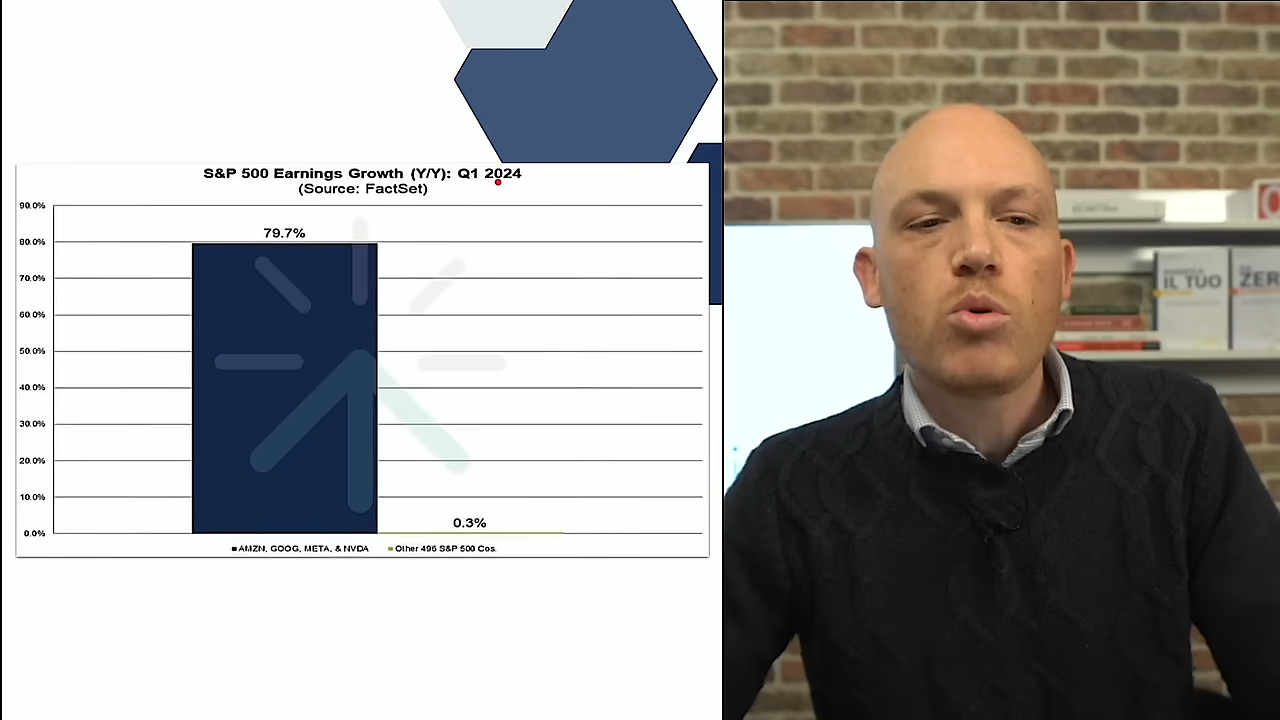 S&P 500 Earnings Growth (Y/Y): Q1 2024
(Source: FactSet)
90.0%
80.0%
70.0%
60.0%
50.0%
40.0%
30.0%
20.0%
10.0%
0.0%
79.7%
0.3%
AMZN, GOOG, META, & NVDA
Other 496 S&P 500 Cos.
IL TUO
ZER